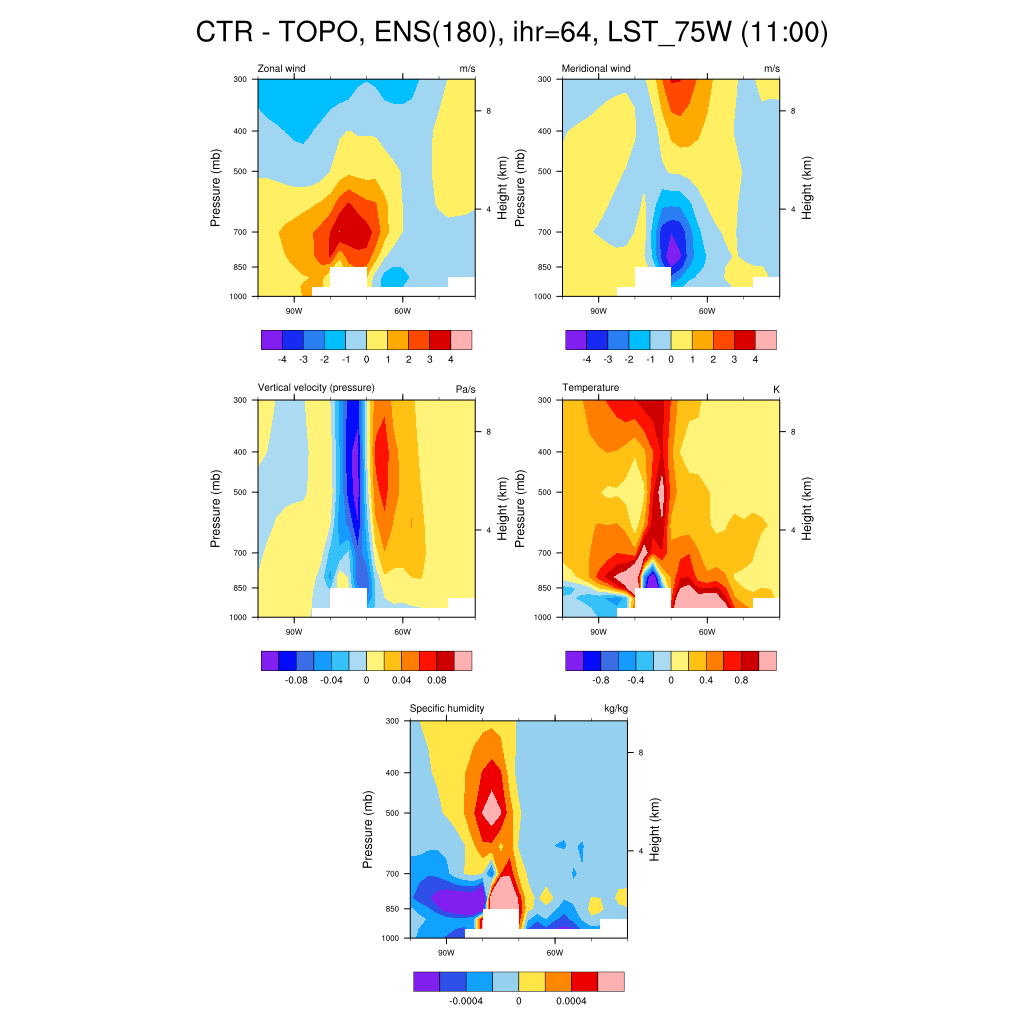 CTR - TOPO, ENS(180), ihr=64, LST_75W (11:00)
Zonal wind m/s
300
400
500
700
850
1000
Pressure (mb)
8
4
Height (km)
90W 60W
-4 -3 -2 -1 0 1 2 3 4
Meridional wind m/s
300
400
500
700
850
1000
Pressure (mb)
8
4
Height (km)
90W 60W
-4 -3 -2 -1 0 1 2 3 4
Vertical velocity (pressure) Pa/s
300
400
500
700
850
1000
Pressure (mb)
8
4
Height (km)
90W 60W
-0.08 -0.04 0 0.04 0.08
Temperature K
300
400
500
700
850
1000
Pressure (mb)
8
4
Height (km)
90W 60W
-0.8 -0.4 0 0.4 0.8
Specific humidity kg/kg
300
400
500
700
850
1000
Pressure (mb)
8
4
Height (km)
90W 60W
-0.0004 0 0.0004